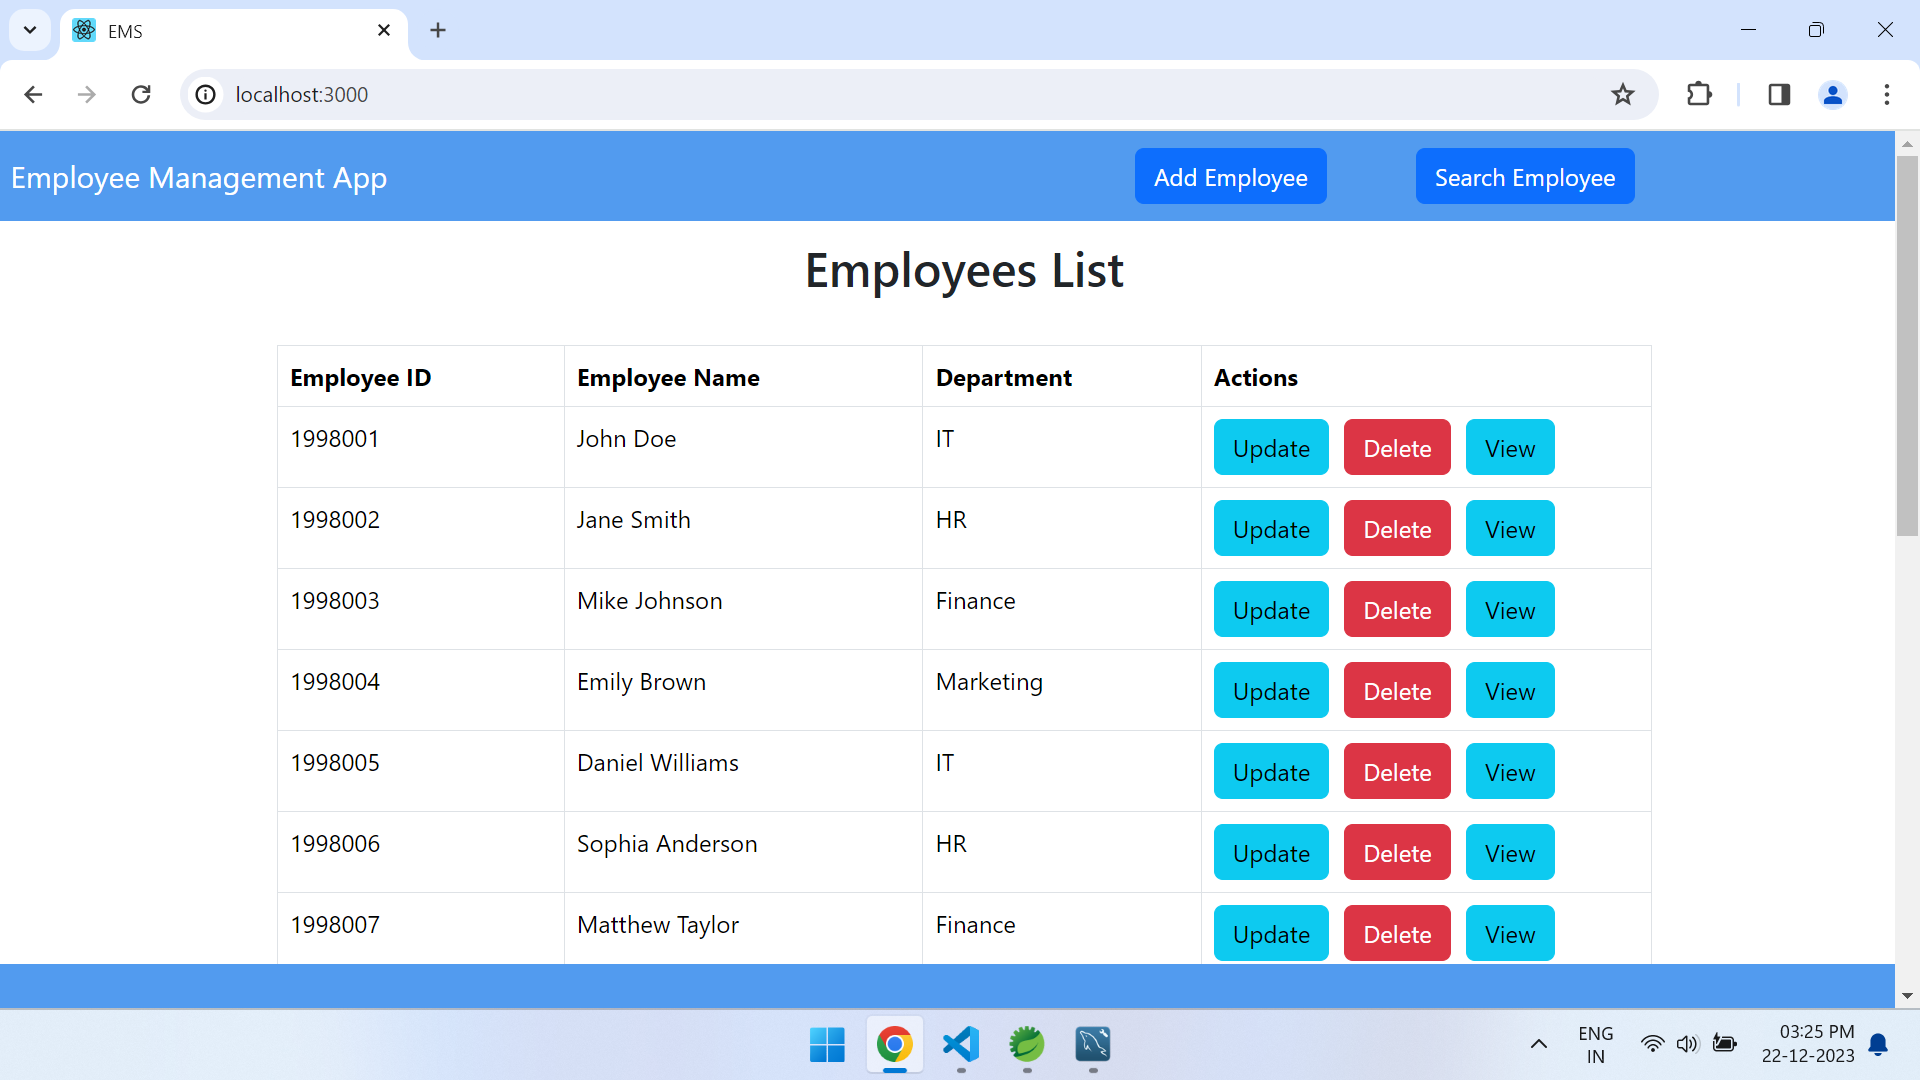 EMS
localhost:3000
Employee Management App
Add Employee
Search Employee
Employees List
Employee ID Employee Name Department Actions
1998001 John Doe IT Update Delete View
1998002 Jane Smith HR Update Delete View
1998003 Mike Johnson Finance Update Delete View
1998004 Emily Brown Marketing Update Delete View
1998005 Daniel Williams IT Update Delete View
1998006 Sophia Anderson HR Update Delete View
1998007 Matthew Taylor Finance Update Delete View
ENG
IN
03:25 PM
22-12-2023